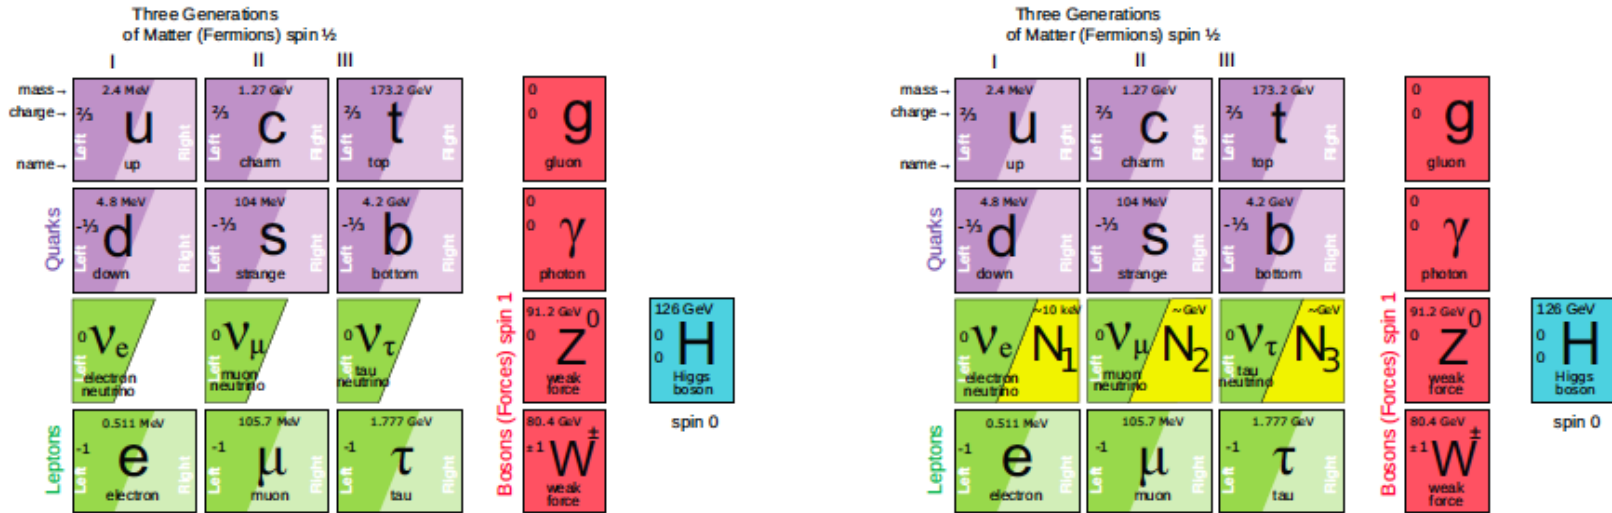 Three Generations
of Matter (Fermions) spin ½
I II III
mass→
charge→
name→
2.4 MeV
⅔
u
Left
Right
up
1.27 GeV
⅔
c
Left
Right
charm
173.2 GeV
⅔
t
Left
Right
top
0
0
g
gluon
Quarks
4.8 MeV
-⅓
d
Left
Right
down
104 MeV
-⅓
s
Left
Right
strange
4.2 GeV
-⅓
b
Left
Right
bottom
0
0
γ
photon
0
νe
Left
electron
neutrino
0
νμ
Left
muon
neutrino
0
ντ
Left
tau
neutrino
Bosons (Forces) spin 1
91.2 GeV
0
0
Z0
weak
force
126 GeV
0
0
H
Higgs
boson
spin 0
Leptons
0.511 MeV
-1
e
Left
Right
electron
105.7 MeV
-1
μ
Left
Right
muon
1.777 GeV
-1
τ
Left
Right
tau
80.4 GeV
±1
W±
weak
force
Three Generations
of Matter (Fermions) spin ½
I II III
mass→
charge→
name→
2.4 MeV
⅔
u
Left
Right
up
1.27 GeV
⅔
c
Left
Right
charm
173.2 GeV
⅔
t
Left
Right
top
0
0
g
gluon
Quarks
4.8 MeV
-⅓
d
Left
Right
down
104 MeV
-⅓
s
Left
Right
strange
4.2 GeV
-⅓
b
Left
Right
bottom
0
0
γ
photon
0
νe
Left
electron
neutrino
~10 keV
N1
0
νμ
Left
muon
neutrino
~GeV
N2
0
ντ
Left
tau
neutrino
~GeV
N3
Bosons (Forces) spin 1
91.2 GeV
0
0
Z0
weak
force
126 GeV
0
0
H
Higgs
boson
spin 0
Leptons
0.511 MeV
-1
e
Left
Right
electron
105.7 MeV
-1
μ
Left
Right
muon
1.777 GeV
-1
τ
Left
Right
tau
80.4 GeV
±1
W±
weak
force